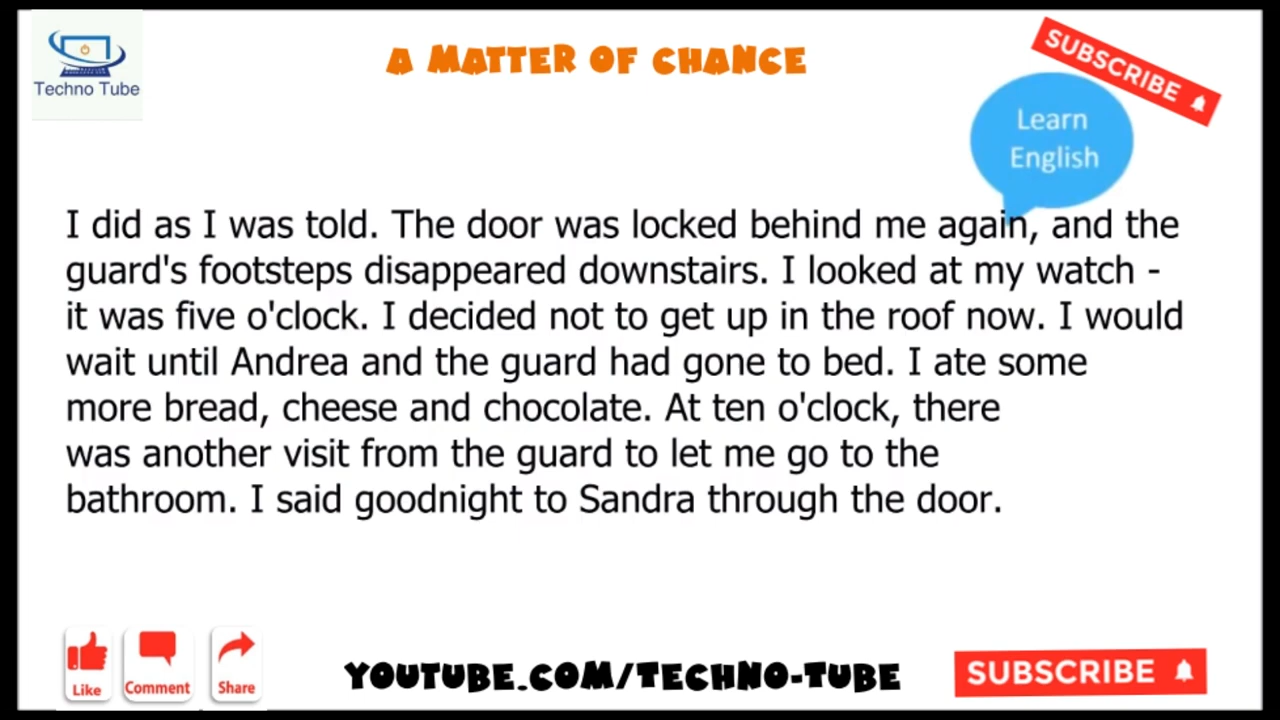 Techno Tube
A MATTER OF CHANCE
SUBSCRIBE
Learn
English
I did as I was told. The door was locked behind me again, and the
guard's footsteps disappeared downstairs. I looked at my watch -
it was five o'clock. I decided not to get up in the roof now. I would
wait until Andrea and the guard had gone to bed. I ate some
more bread, cheese and chocolate. At ten o'clock, there
was another visit from the guard to let me go to the
bathroom. I said goodnight to Sandra through the door.
Like
Comment
Share
YOUTUBE.COM/TECHNO-TUBE
SUBSCRIBE